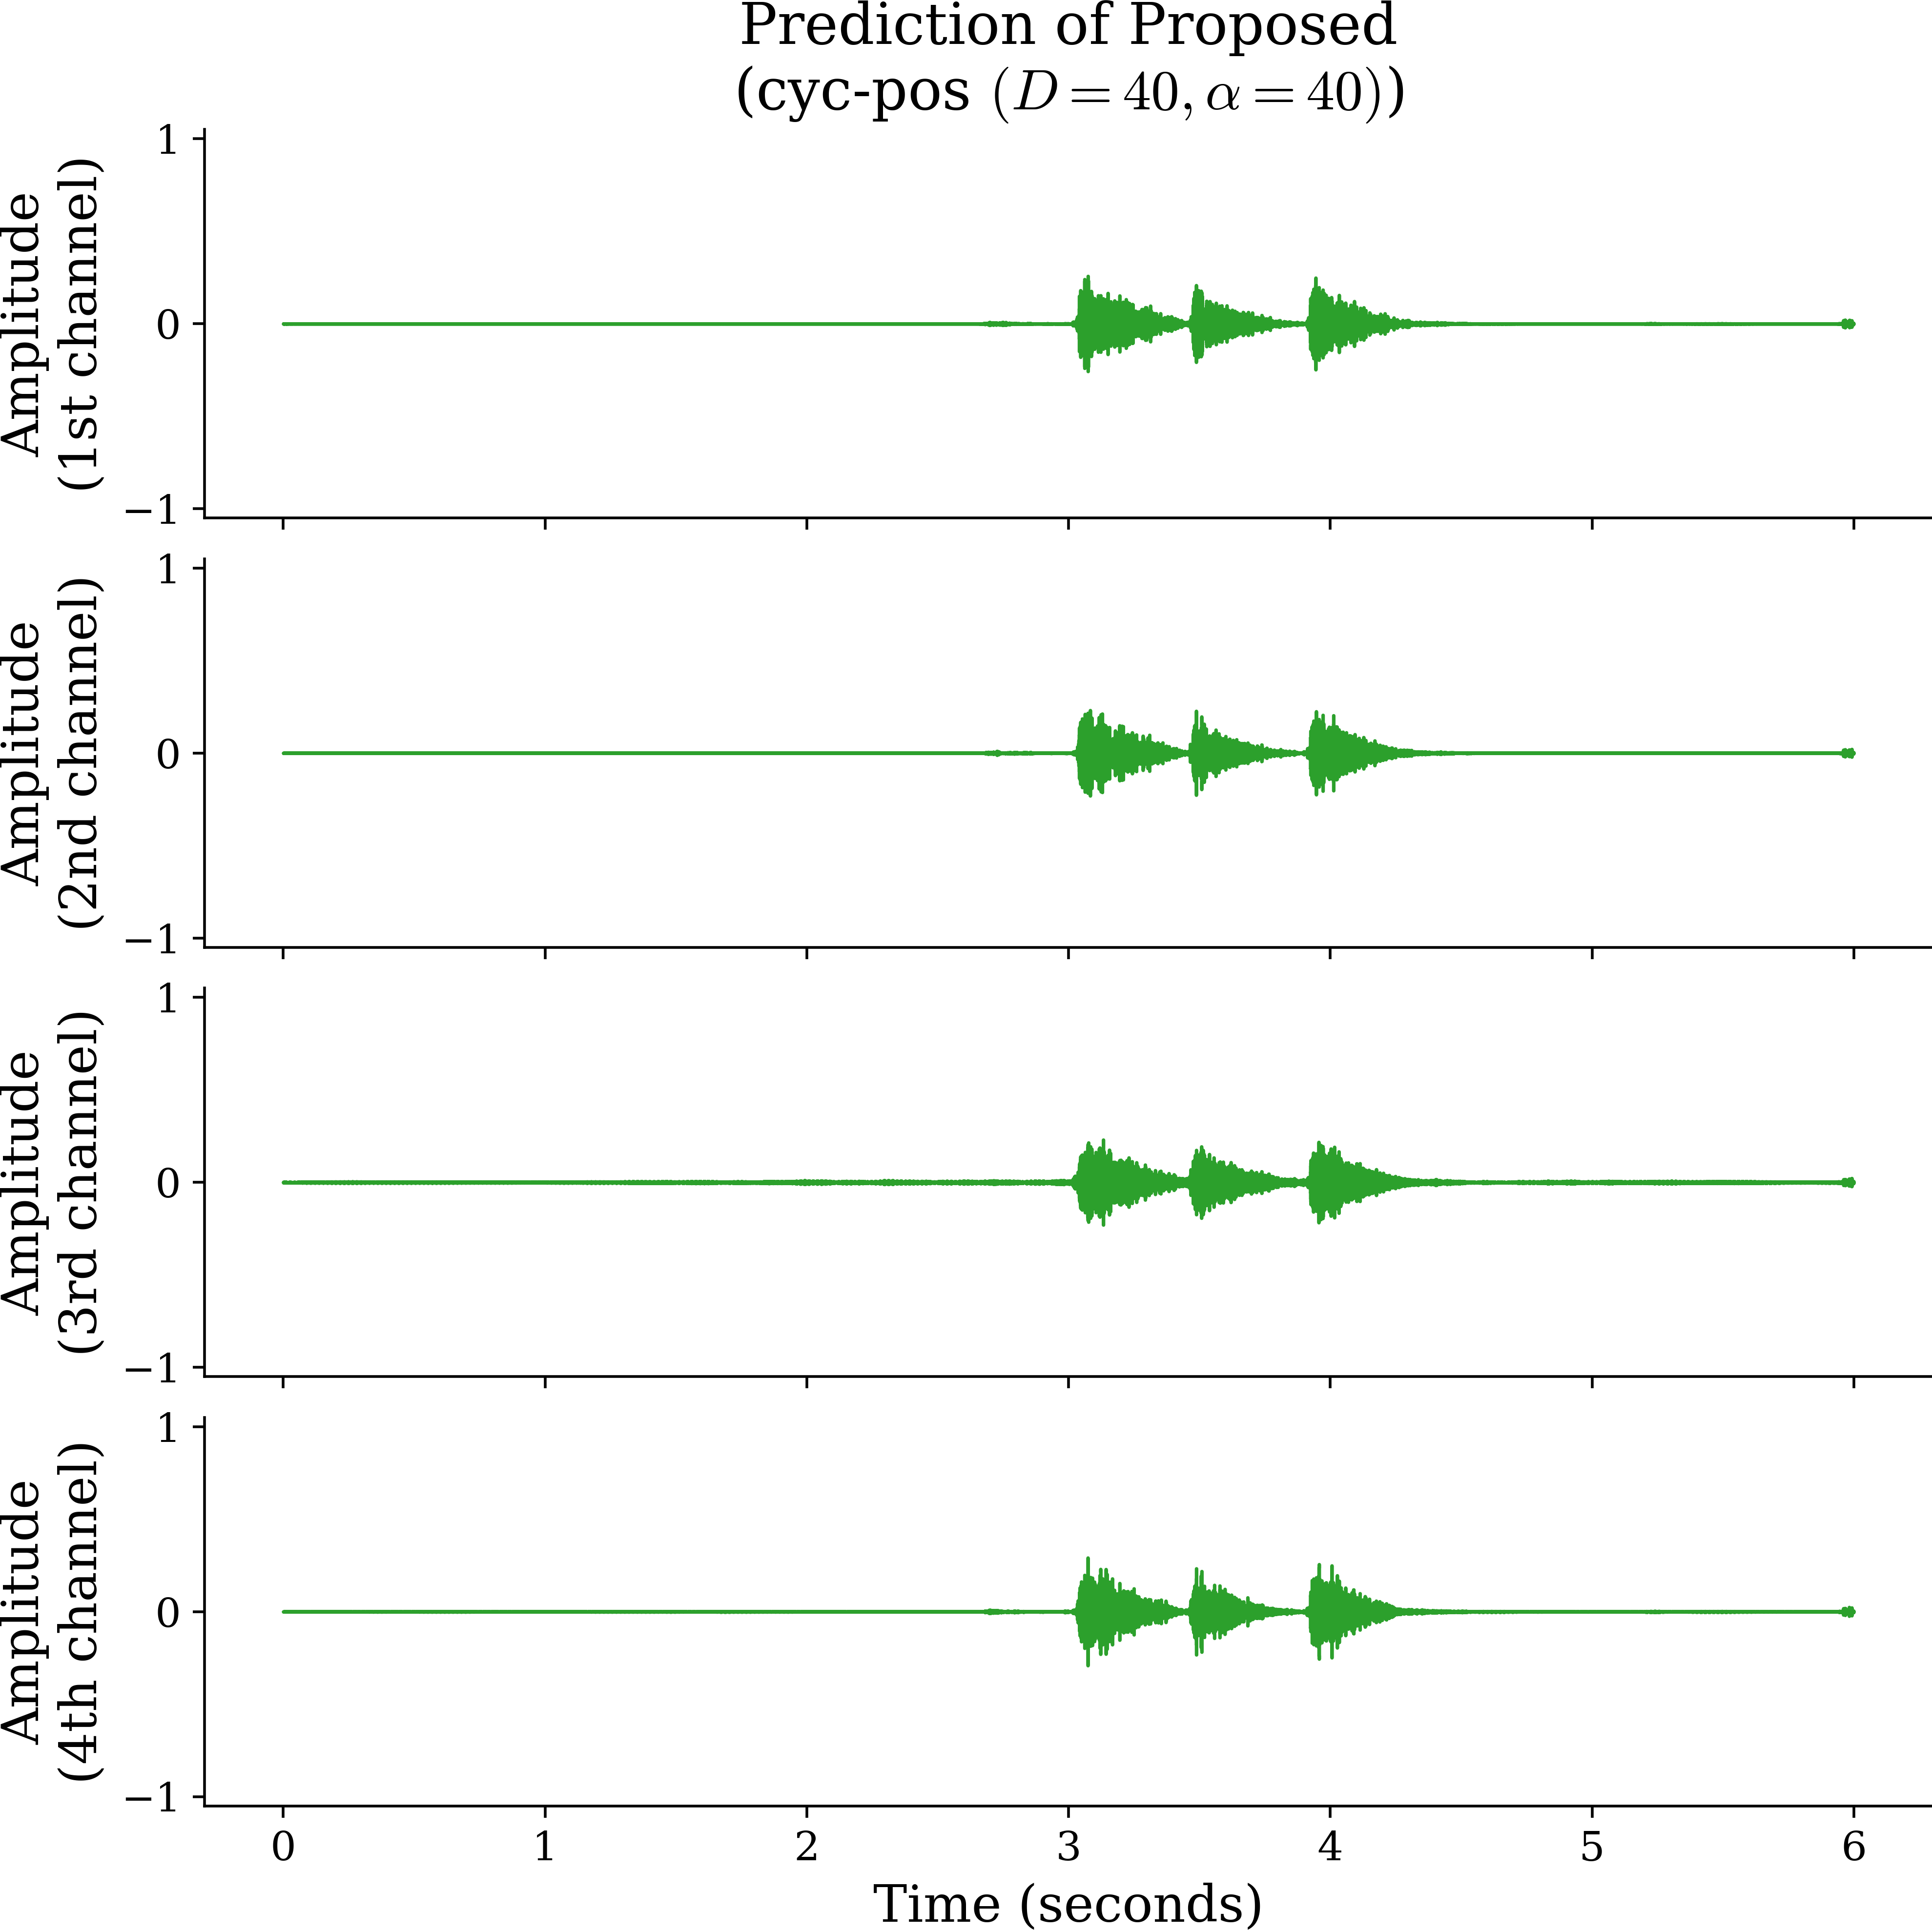 Prediction of Proposed
(cyc-pos (D = 40, α = 40))
Amplitude
(1st channel)
1
0
−1
Amplitude
(2nd channel)
1
0
−1
Amplitude
(3rd channel)
1
0
−1
Amplitude
(4th channel)
1
0
−1
0 1 2 3 4 5 6
Time (seconds)